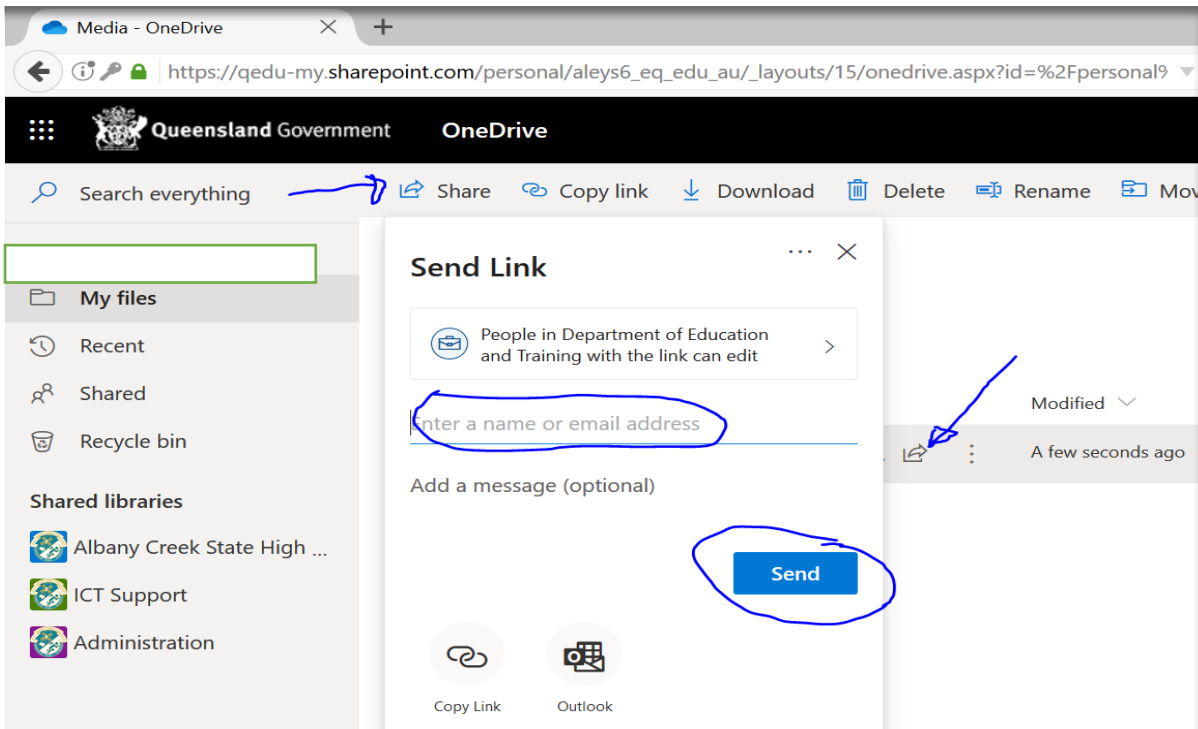 Media - OneDrive
https://qedu-my.sharepoint.com/personal/aleys6_eq_edu_au/_layouts/15/onedrive.aspx?id=%2Fpersonal%
Queensland Government OneDrive
Search everything
Share Copy link Download Delete Rename Mov
My files
Recent
Shared
Recycle bin
Shared libraries
Albany Creek State High ...
ICT Support
Administration
Send Link
People in Department of Education
and Training with the link can edit
Enter a name or email address
Add a message (optional)
Send
Copy Link Outlook
Modified
A few seconds ago